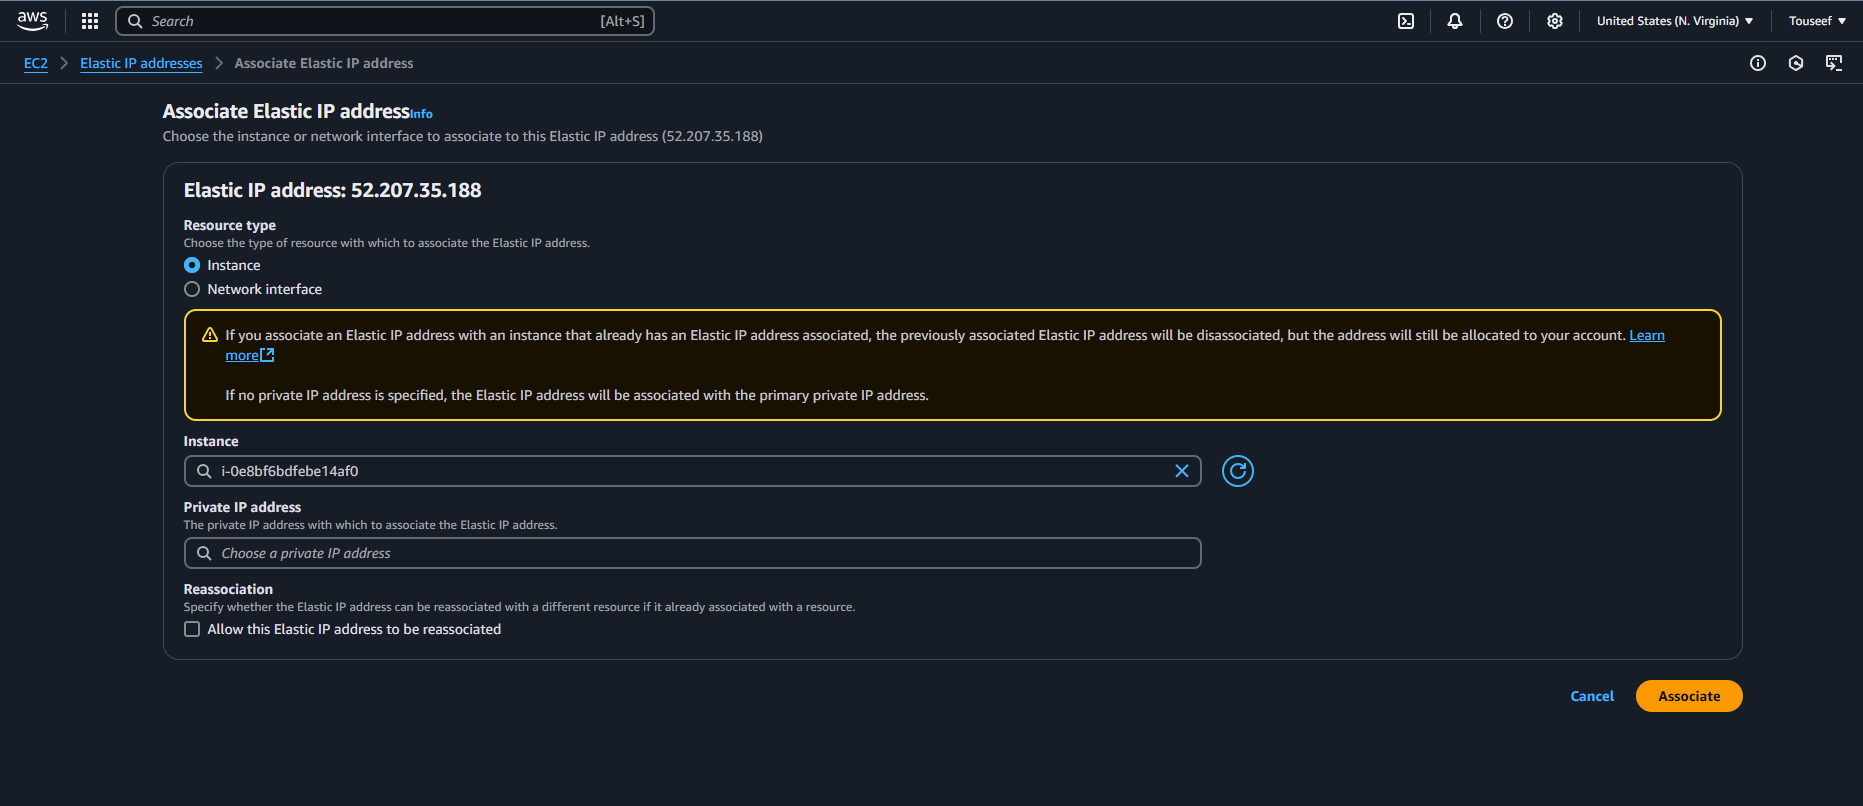 aws
Search [Alt+S]
United States (N. Virginia)
Touseef
EC2 Elastic IP addresses Associate Elastic IP address
Associate Elastic IP address Info
Choose the instance or network interface to associate to this Elastic IP address (52.207.35.188)
Elastic IP address: 52.207.35.188
Resource type
Choose the type of resource with which to associate the Elastic IP address.
Instance
Network interface
If you associate an Elastic IP address with an instance that already has an Elastic IP address associated, the previously associated Elastic IP address will be disassociated, but the address will still be allocated to your account. Learn
more
If no private IP address is specified, the Elastic IP address will be associated with the primary private IP address.
Instance
i-0e8bf6bdfebe14af0
Private IP address
The private IP address with which to associate the Elastic IP address.
Choose a private IP address
Reassociation
Specify whether the Elastic IP address can be reassociated with a different resource if it already associated with a resource.
Allow this Elastic IP address to be reassociated
Cancel
Associate